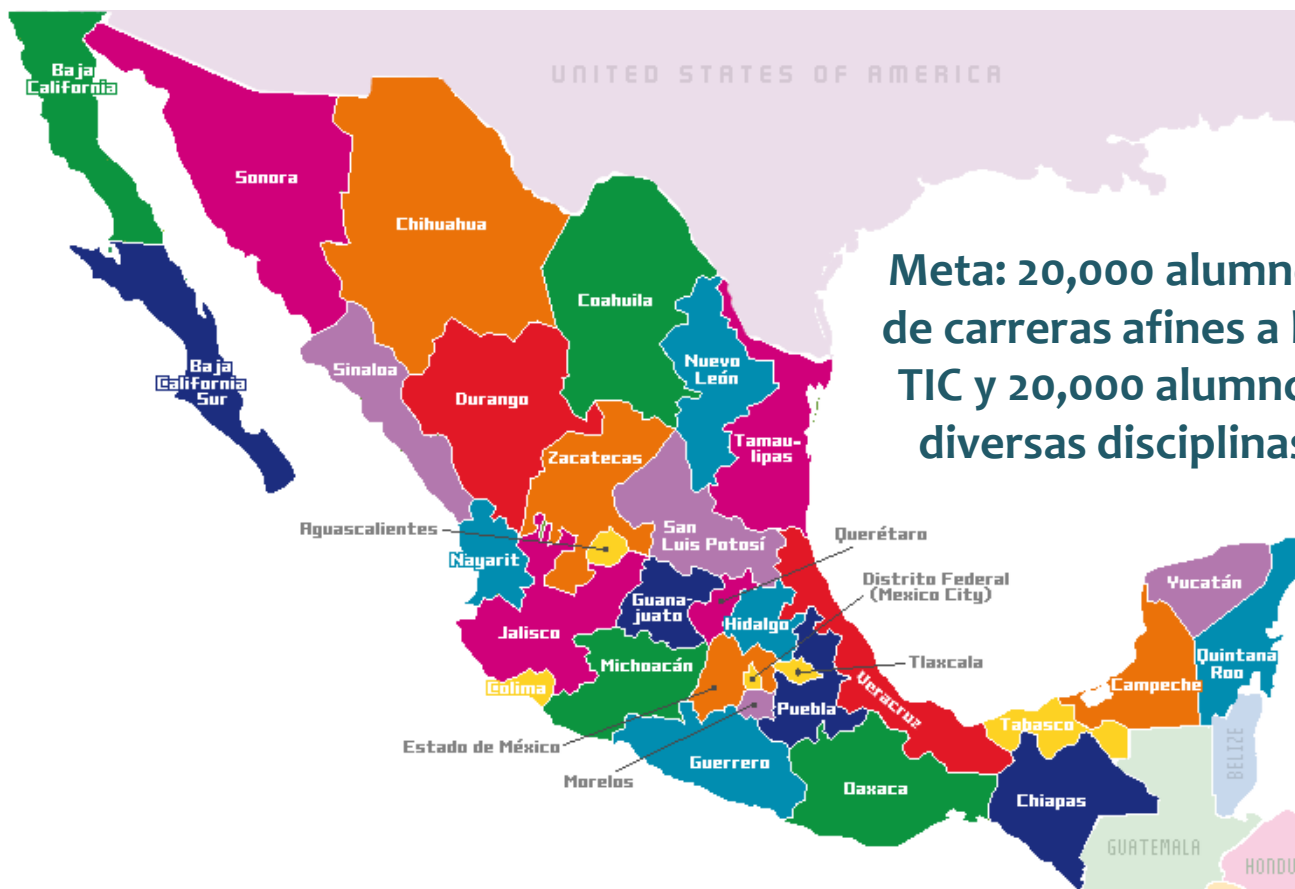 UNITED STATES OF AMERICA
Baja
California
Sonora
Chihuahua
Coahuila
Meta: 20,000 alumn
de carreras afines a l
TIC y 20,000 alumno
diversas disciplinas
Baja
California
Sur
Sinaloa
Durango
Nuevo
León
Tamau-
lipas
Zacatecas
San
Luis Potosí
Aguascalientes
Nayarit
Querétaro
Distrito Federal
(Mexico City)
Guana-
juato
Hidalgo
Jalisco
Michoacán
Tlaxcala
Colima
Puebla
Veracruz
Estado de México
Morelos
Guerrero
Oaxaca
Tabasco
Chiapas
Campeche
Yucatán
Quintana
Roo
BELIZE
GUATEMALA
HONDU